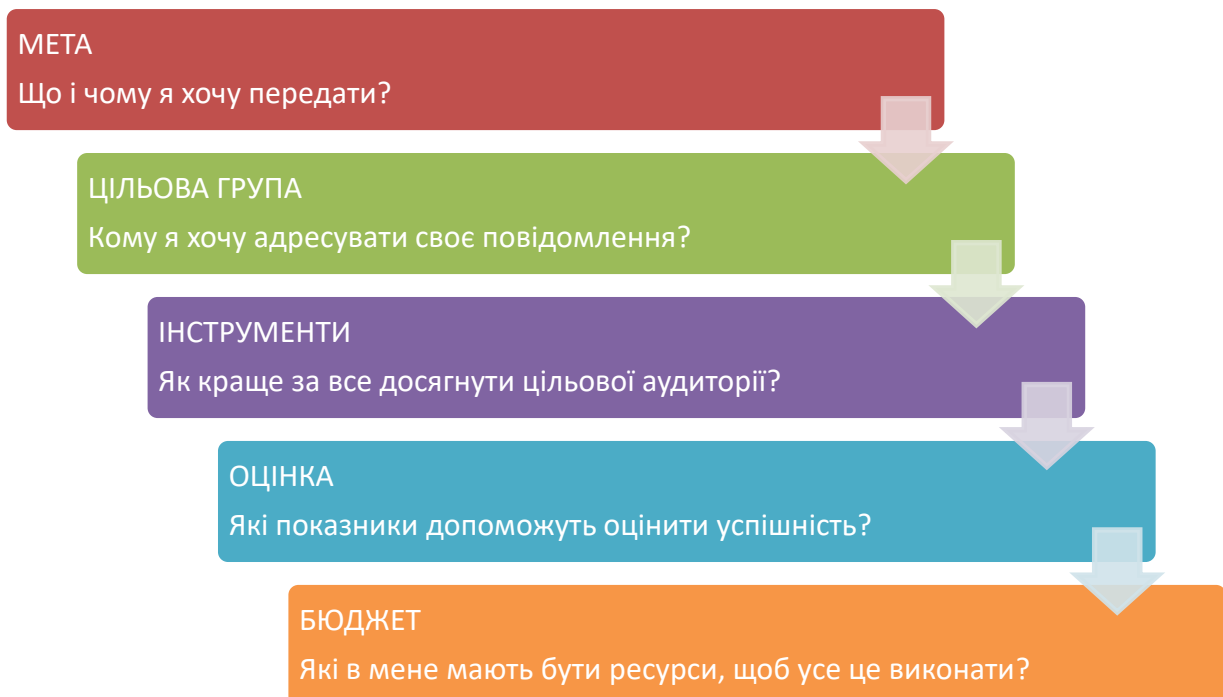 МЕТА
Що і чому я хочу передати?
ЦІЛЬОВА ГРУПА
Кому я хочу адресувати своє повідомлення?
ІНСТРУМЕНТИ
Як краще за все досягнути цільової аудиторії?
ОЦІНКА
Які показники допоможуть оцінити успішність?
БЮДЖЕТ
Які в мене мають бути ресурси, щоб усе це виконати?